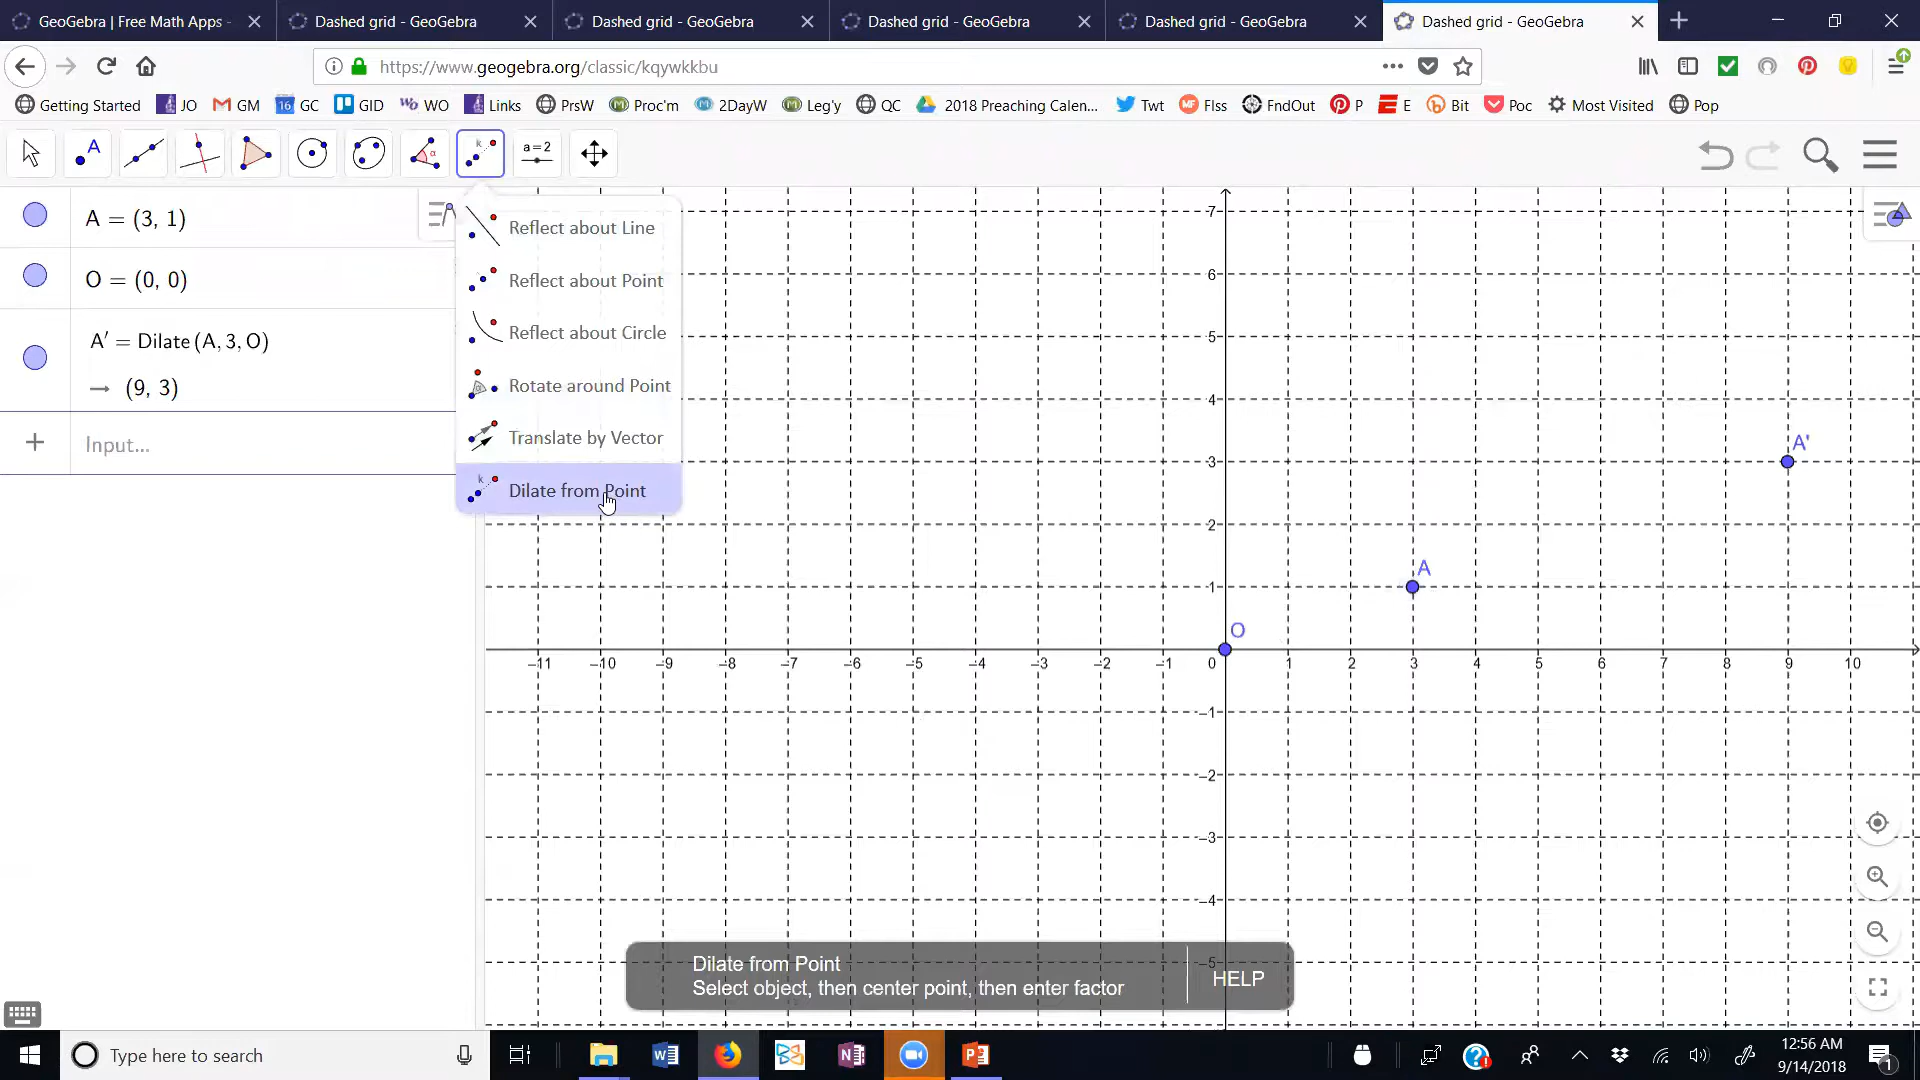 GeoGebra | Free Math Apps -
Dashed grid - GeoGebra
Dashed grid - GeoGebra
Dashed grid - GeoGebra
Dashed grid - GeoGebra
Dashed grid - GeoGebra
https://www.geogebra.org/classic/kqywkkbu
Getting Started
JO
GM
16 GC
GID
WO
Links
PrsW
Proc'm
2DayW
Leg'y
QC
2018 Preaching Calen...
Twt
MF FIss
FndOut
P
E
Bit
Poc
Most Visited
Pop
A
α
k
a=2
A = (3, 1)
O = (0, 0)
A′ = Dilate (A, 3, O)
→ (9, 3)
+ Input...
Reflect about Line
Reflect about Point
Reflect about Circle
Rotate around Point
Translate by Vector
k Dilate from Point
7
6
5
4
3
2
1
A'
A
O
–11 –10 –9 –8 –7 –6 –5 –4 –3 –2 –1 0 1 2 3 4 5 6 7 8 9 10
–1
–2
–3
–4
–5
Dilate from Point
Select object, then center point, then enter factor
HELP
Type here to search
12:56 AM
9/14/2018
1